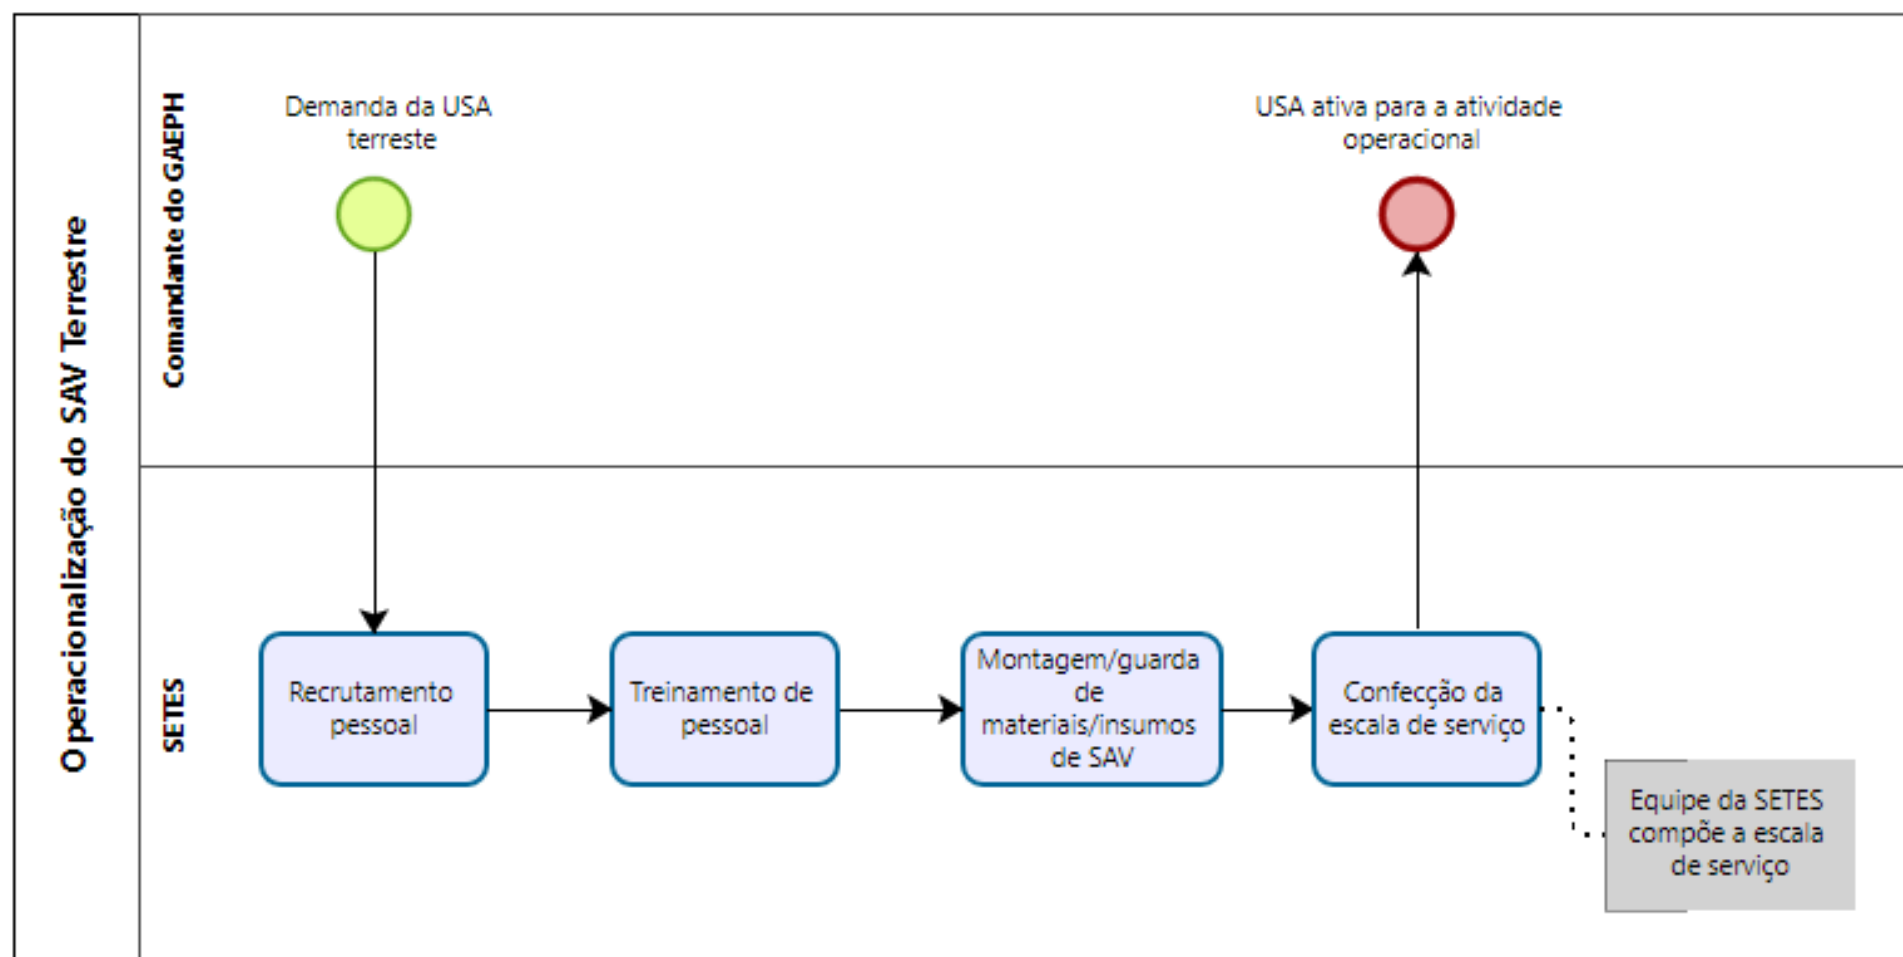 Operacionalização do SAV Terrestre
Comandante do GAEPH
Demanda da USA
terreste
USA ativa para a atividade
operacional
SETES
Recrutamento
pessoal
Treinamento de
pessoal
Montagem/guarda
de
materiais/insumos
de SAV
Confecção da
escala de serviço
Equipe da SETES
compõe a escala
de serviço